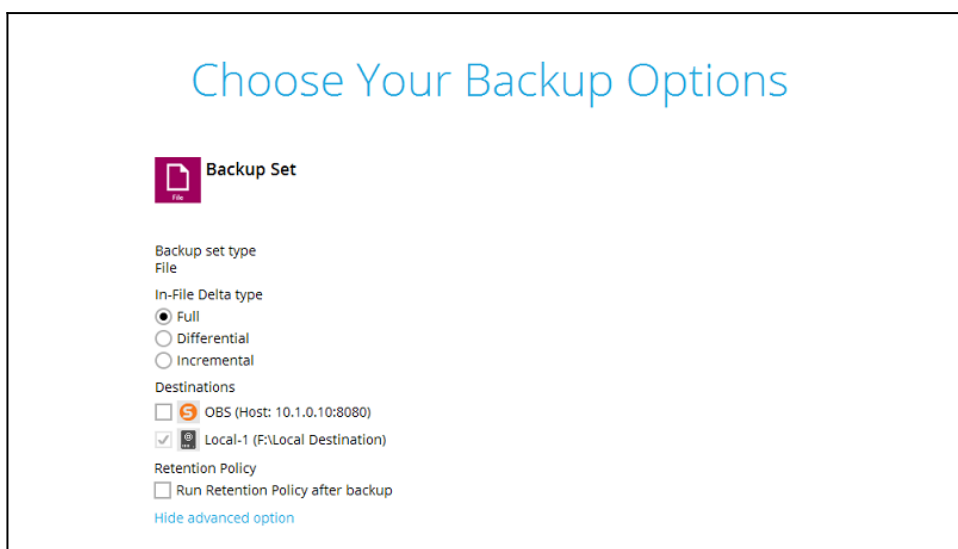 Choose Your Backup Options
Backup Set
File
Backup set type
File
In-File Delta type
Full
Differential
Incremental
Destinations
OBS (Host: 10.1.0.10:8080)
Local-1 (F:\Local Destination)
Retention Policy
Run Retention Policy after backup
Hide advanced option